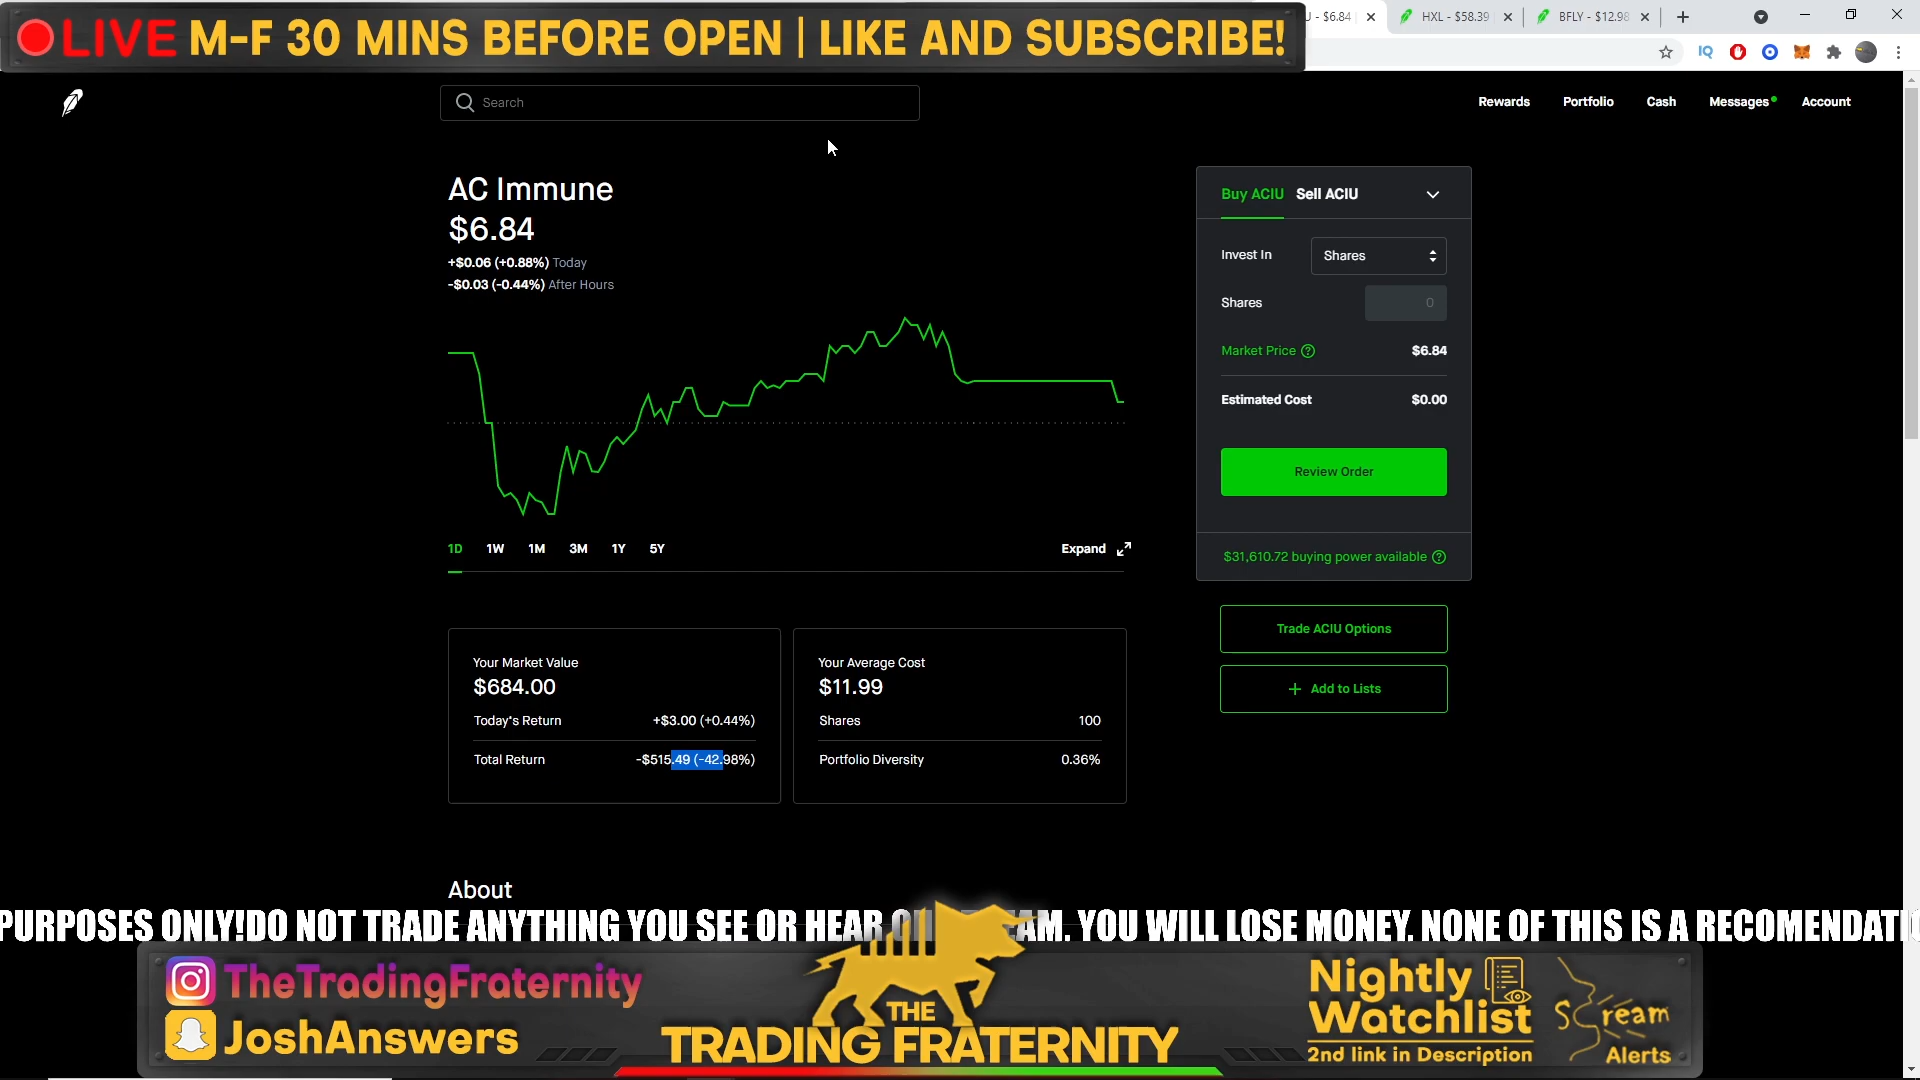 LIVE M-F 30 MINS BEFORE OPEN | LIKE AND SUBSCRIBE!
- $6.84
HXL - $58.39
BFLY - $12.98
IQ
Search
Rewards
Portfolio
Cash
Messages
Account
AC Immune
$6.84
+$0.06 (+0.88%) Today
-$0.03 (-0.44%) After Hours
1D 1W 1M 3M 1Y 5Y
Expand
Buy ACIU Sell ACIU
Invest In Shares
Shares 0
Market Price $6.84
Estimated Cost $0.00
Review Order
$31,610.72 buying power available
Trade ACIU Options
+ Add to Lists
Your Market Value
$684.00
Today's Return +$3.00 (+0.44%)
Total Return -$515.49 (-42.98%)
Your Average Cost
$11.99
Shares 100
Portfolio Diversity 0.36%
About
PURPOSES ONLY!DO NOT TRADE ANYTHING YOU SEE OR HEAR . YOU WILL LOSE MONEY. NONE OF THIS IS A
TheTradingFraternity
JoshAnswers
THE
TRADING FRATERNITY
Nightly
Watchlist
2nd link in Description
Scream
Alerts